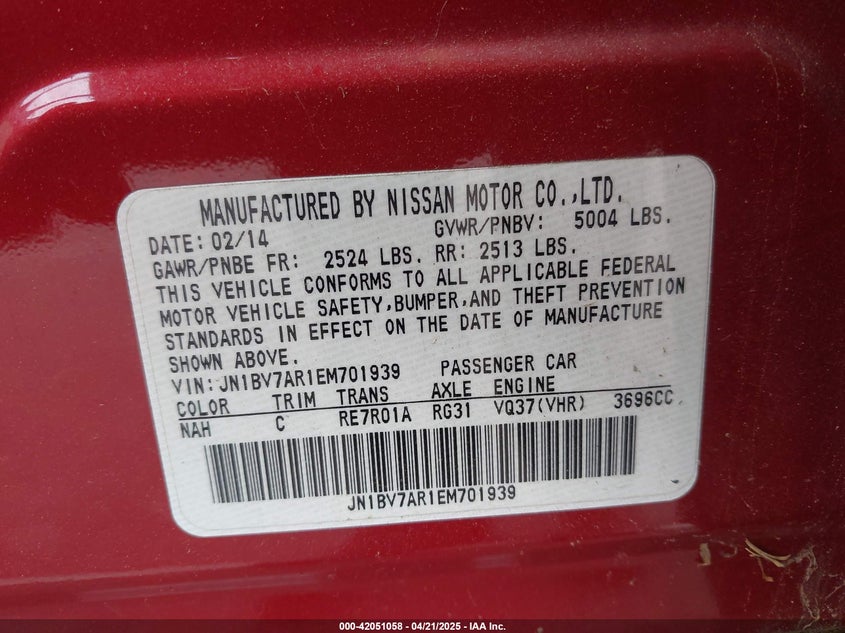 MANUFACTURED BY NISSAN MOTOR CO.,LTD.
DATE: 02/14 GVWR/PNBV: 5004 LBS.
GAWR/PNBE FR: 2524 LBS. RR: 2513 LBS.
THIS VEHICLE CONFORMS TO ALL APPLICABLE FEDERAL
MOTOR VEHICLE SAFETY,BUMPER,AND THEFT PREVENTION
STANDARDS IN EFFECT ON THE DATE OF MANUFACTURE
SHOWN ABOVE.
VIN: JN1BV7AR1EM701939 PASSENGER CAR
COLOR TRIM TRANS AXLE ENGINE
NAH C RE7R01A RG31 VQ37(VHR) 3696CC
JN1BV7AR1EM701939
000-42051058 - 04/21/2025 - IAA Inc.